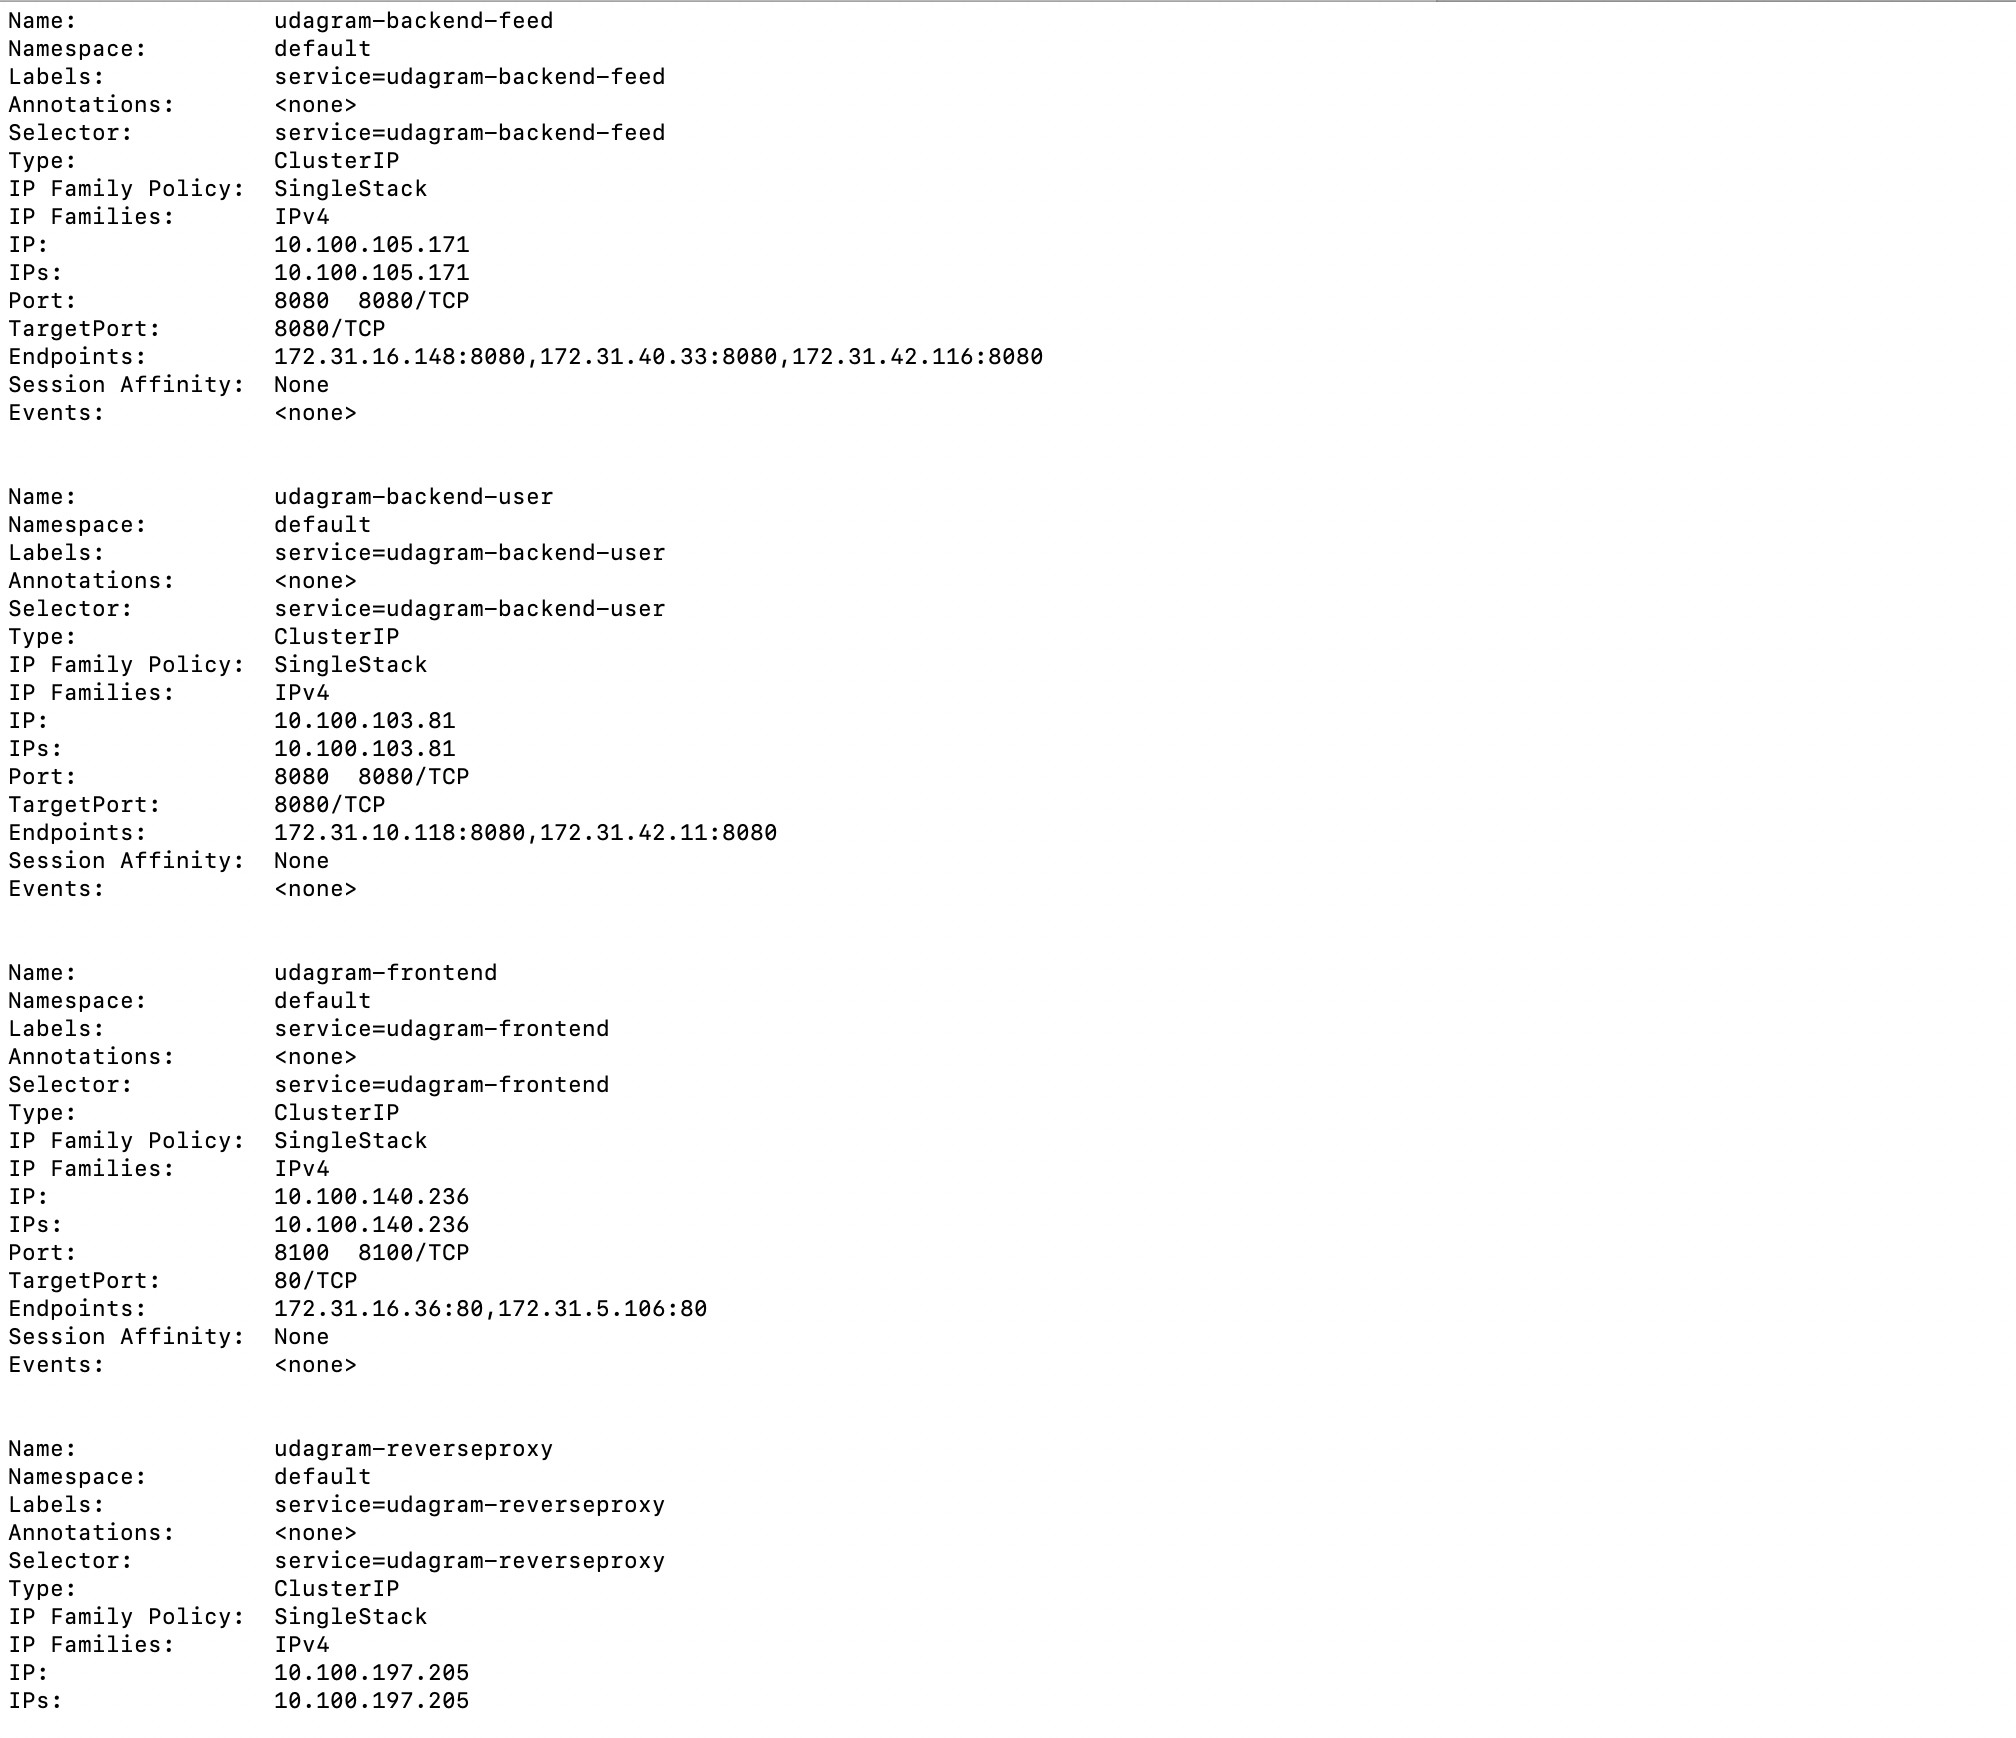 Name:              udagram-backend-feed
Namespace:         default
Labels:            service=udagram-backend-feed
Annotations:       <none>
Selector:          service=udagram-backend-feed
Type:              ClusterIP
IP Family Policy:  SingleStack
IP Families:       IPv4
IP:                10.100.105.171
IPs:               10.100.105.171
Port:              8080  8080/TCP
TargetPort:        8080/TCP
Endpoints:         172.31.16.148:8080,172.31.40.33:8080,172.31.42.116:8080
Session Affinity:  None
Events:            <none>
Name:              udagram-backend-user
Namespace:         default
Labels:            service=udagram-backend-user
Annotations:       <none>
Selector:          service=udagram-backend-user
Type:              ClusterIP
IP Family Policy:  SingleStack
IP Families:       IPv4
IP:                10.100.103.81
IPs:               10.100.103.81
Port:              8080  8080/TCP
TargetPort:        8080/TCP
Endpoints:         172.31.10.118:8080,172.31.42.11:8080
Session Affinity:  None
Events:            <none>
Name:              udagram-frontend
Namespace:         default
Labels:            service=udagram-frontend
Annotations:       <none>
Selector:          service=udagram-frontend
Type:              ClusterIP
IP Family Policy:  SingleStack
IP Families:       IPv4
IP:                10.100.140.236
IPs:               10.100.140.236
Port:              8100  8100/TCP
TargetPort:        80/TCP
Endpoints:         172.31.16.36:80,172.31.5.106:80
Session Affinity:  None
Events:            <none>
Name:              udagram-reverseproxy
Namespace:         default
Labels:            service=udagram-reverseproxy
Annotations:       <none>
Selector:          service=udagram-reverseproxy
Type:              ClusterIP
IP Family Policy:  SingleStack
IP Families:       IPv4
IP:                10.100.197.205
IPs:               10.100.197.205